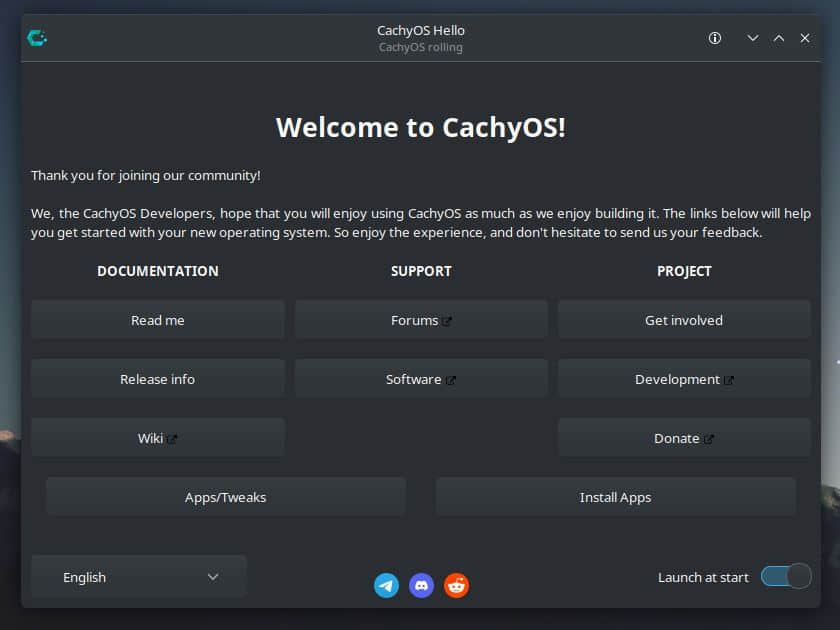 CachyOS Hello
CachyOS rolling
Welcome to CachyOS!
Thank you for joining our community!
We, the CachyOS Developers, hope that you will enjoy using CachyOS as much as we enjoy building it. The links below will help
you get started with your new operating system. So enjoy the experience, and don't hesitate to send us your feedback.
DOCUMENTATION SUPPORT PROJECT
Read me Forums Get involved
Release info Software Development
Wiki Donate
Apps/Tweaks Install Apps
English Launch at start